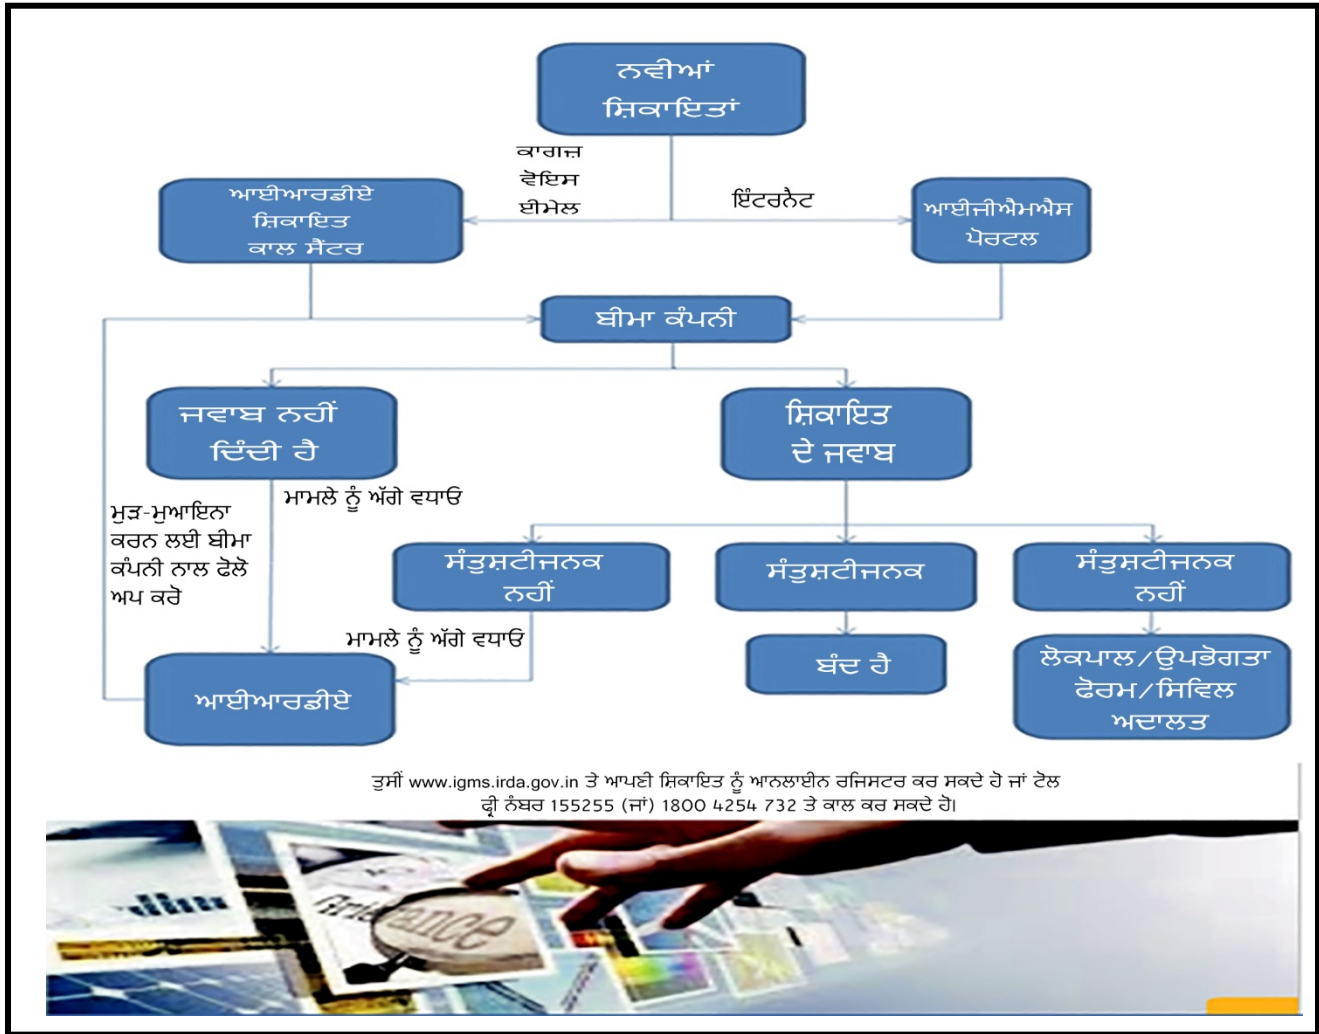 ਨਵੀਆਂ
ਸ਼ਿਕਾਇਤਾਂ
ਕਾਗਜ਼
ਵੋਇਸ
ਈਮੇਲ
ਇੰਟਰਨੈਟ
ਆਈਆਰਡੀਏ
ਸ਼ਿਕਾਇਤ
ਕਾਲ ਸੈਂਟਰ
ਆਈਜੀਐਮਐਸ
ਪੋਰਟਲ
ਬੀਮਾ ਕੰਪਨੀ
ਜਵਾਬ ਨਹੀਂ
ਦਿੰਦੀ ਹੈ
ਸ਼ਿਕਾਇਤ
ਦੇ ਜਵਾਬ
ਮਾਮਲੇ ਨੂੰ ਅੱਗੇ ਵਧਾਓ
ਮੁੜ-ਮੁਆਇਨਾ
ਕਰਨ ਲਈ ਬੀਮਾ
ਕੰਪਨੀ ਨਾਲ ਫੋਲੋ
ਅਪ ਕਰੋ
ਸੰਤੁਸ਼ਟੀਜਨਕ
ਨਹੀਂ
ਸੰਤੁਸ਼ਟੀਜਨਕ
ਸੰਤੁਸ਼ਟੀਜਨਕ
ਨਹੀਂ
ਮਾਮਲੇ ਨੂੰ ਅੱਗੇ ਵਧਾਓ
ਆਈਆਰਡੀਏ
ਬੰਦ ਹੈ
ਲੋਕਪਾਲ/ਉਪਭੋਗਤਾ
ਫੋਰਮ/ਸਿਵਿਲ
ਅਦਾਲਤ
ਤੁਸੀਂ www.igms.irda.gov.in ਤੇ ਆਪਣੀ ਸ਼ਿਕਾਇਤ ਨੂੰ ਆਨਲਾਈਨ ਰਜਿਸਟਰ ਕਰ ਸਕਦੇ ਹੋ ਜਾਂ ਟੋਲ
ਫ੍ਰੀ ਨੰਬਰ 155255 (ਜਾਂ) 1800 4254 732 ਤੇ ਕਾਲ ਕਰ ਸਕਦੇ ਹੋ।
Grievance